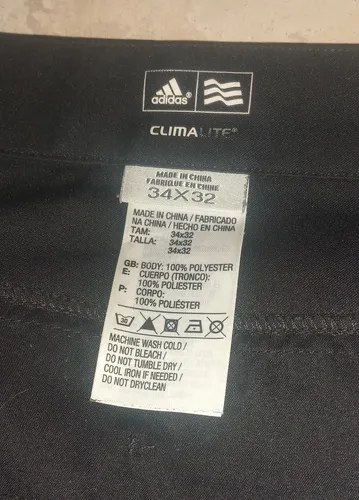 adidas®
CLIMALITE®
MADE IN CHINA
FABRIQUE EN CHINE
34X32
MADE IN CHINA / FABRICADO
NA CHINA / HECHO EN CHINA
TAM: 34x32
TALLA: 34x32
34x32
GB: BODY: 100% POLYESTER
E: CUERPO (TRONCO):
100% POLIÉSTER
P: CORPO:
100% POLIÉSTER
30
MACHINE WASH COLD /
DO NOT BLEACH /
DO NOT TUMBLE DRY /
COOL IRON IF NEEDED /
DO NOT DRYCLEAN